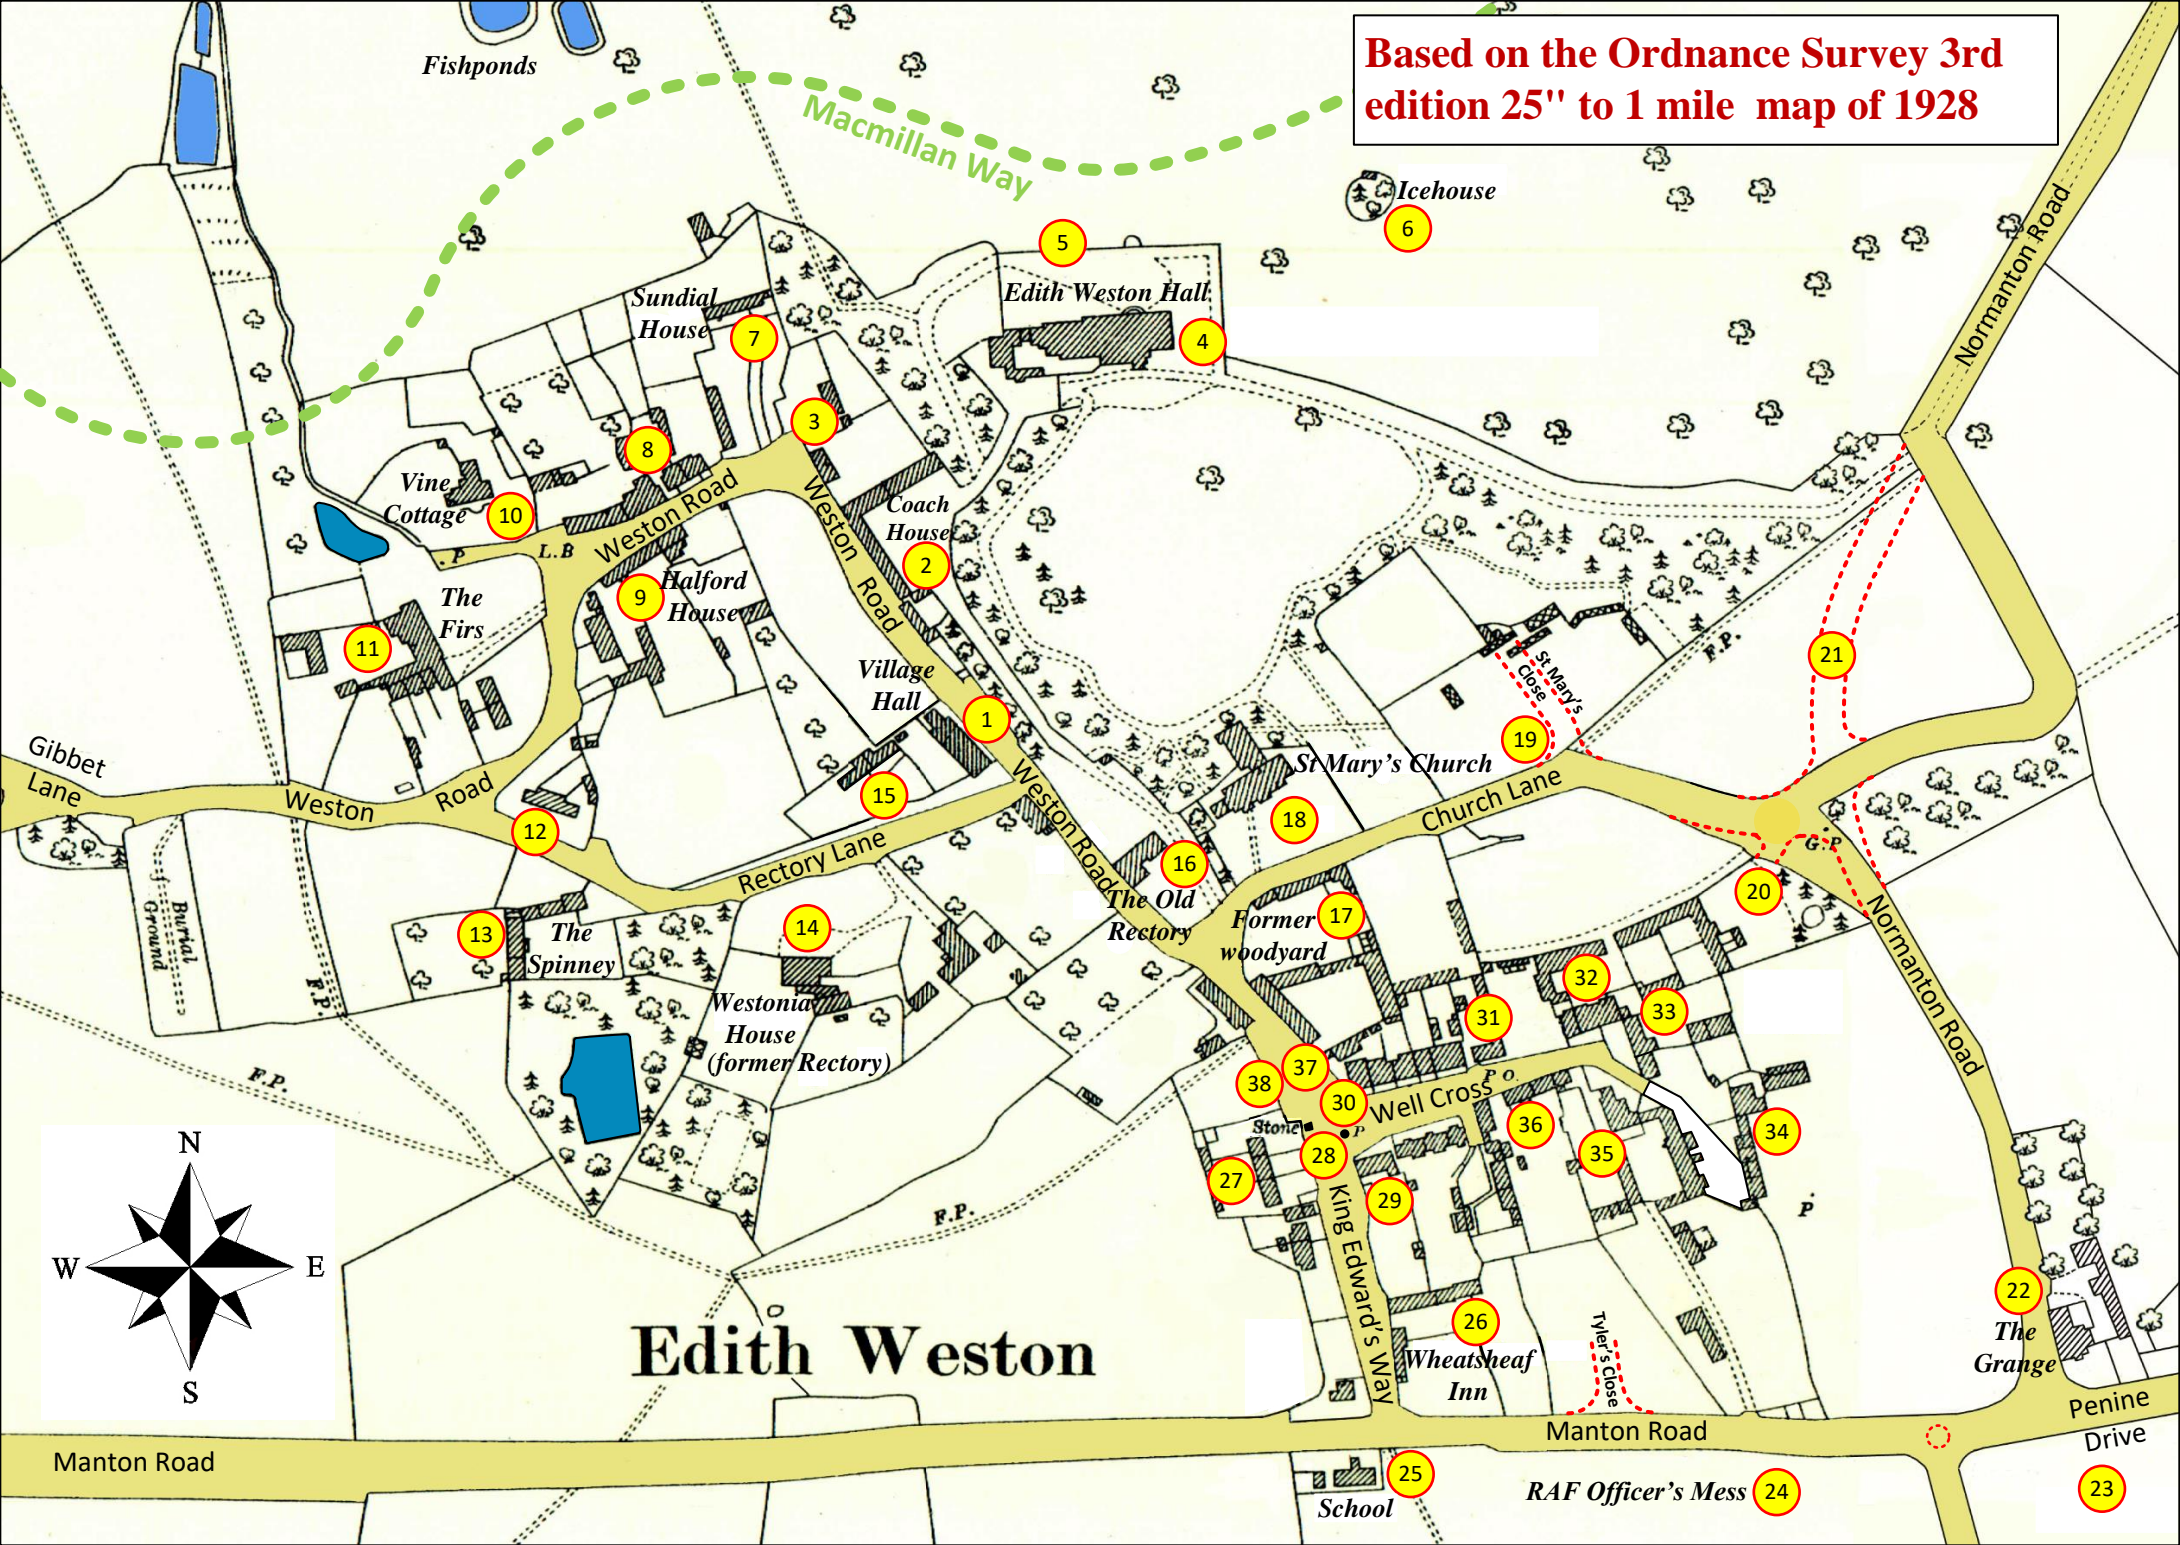 Fishponds
Based on the Ordnance Survey 3rd
edition 25" to 1 mile map of 1928
Macmillan Way
Icehouse
6
5
Normanton Road
Edith Weston Hall
4
Sundial
House
7
3
8
Vine
Cottage
10
Weston Road
Weston Road
Coach
House
2
P
L.B
Halford
House
9
The
Firs
11
Village
Hall
1
F.P.
21
St Mary's
Close
19
St Mary's Church
18
Church Lane
Gibbet
Lane
Weston
Road
12
15
Rectory Lane
Weston Road
16
The Old
Rectory
Former
woodyard
17
G.P.
20
Normanton Road
Burial
Ground
F.P.
13
The
Spinney
14
Westonia
House
(former Rectory)
32
33
31
F.P.
37
38
30
P.O.
Well Cross
Stone
P
28
36
35
34
27
29
P
F.P.
King Edward's Way
N
W
E
S
Edith Weston
26
Wheatsheaf
Inn
Tyler's Close
22
The
Grange
Manton Road
Manton Road
Penine
Drive
25
School
RAF Officer's Mess
24
23